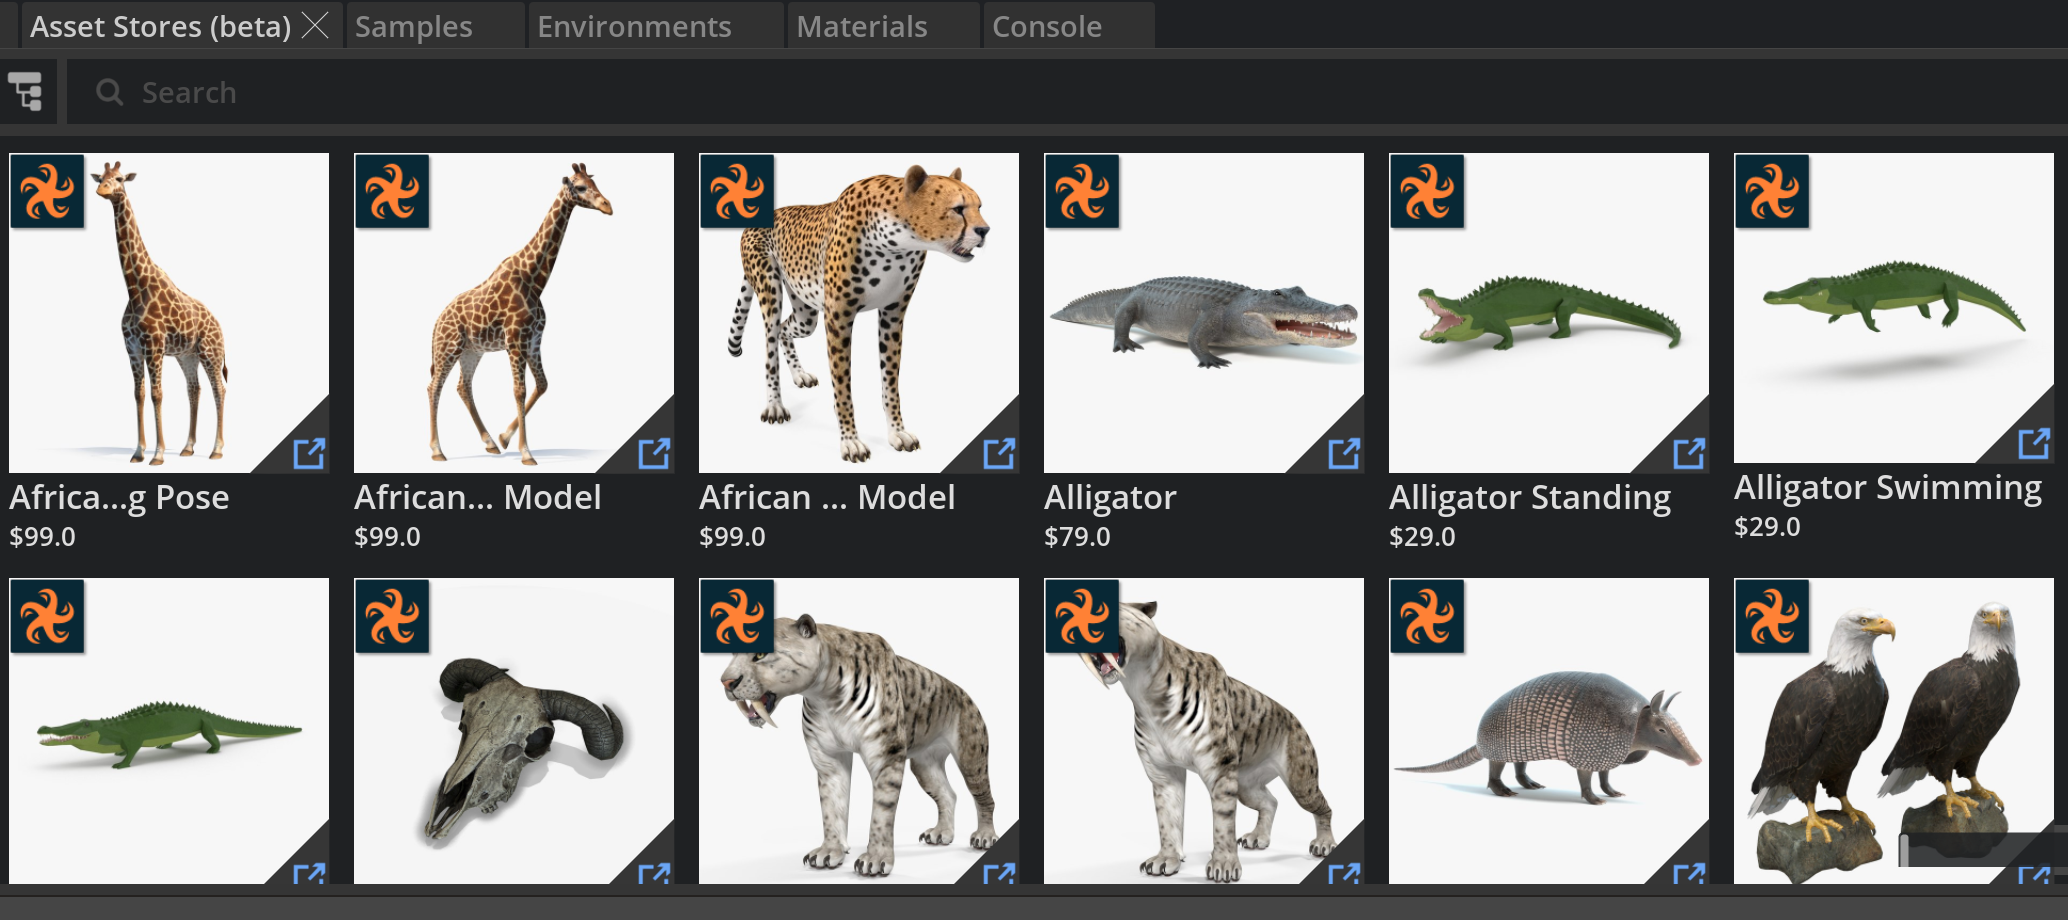 Asset Stores (beta) Samples Environments Materials Console
Search
Africa...g Pose
$99.0
African... Model
$99.0
African ... Model
$99.0
Alligator
$79.0
Alligator Standing
$29.0
Alligator Swimming
$29.0